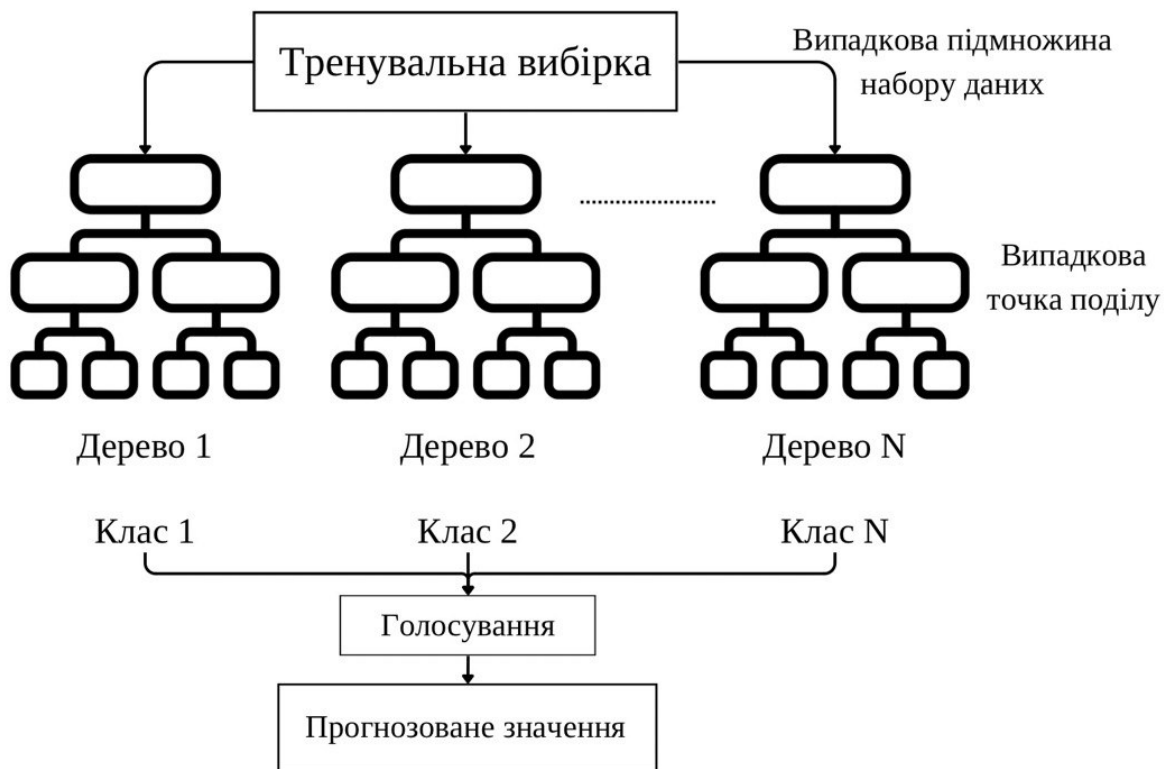 Тренувальна вибірка
Випадкова підмножина
набору даних
Випадкова
точка поділу
Дерево 1
Дерево 2
Дерево N
Клас 1
Клас 2
Клас N
Голосування
Прогнозоване значення